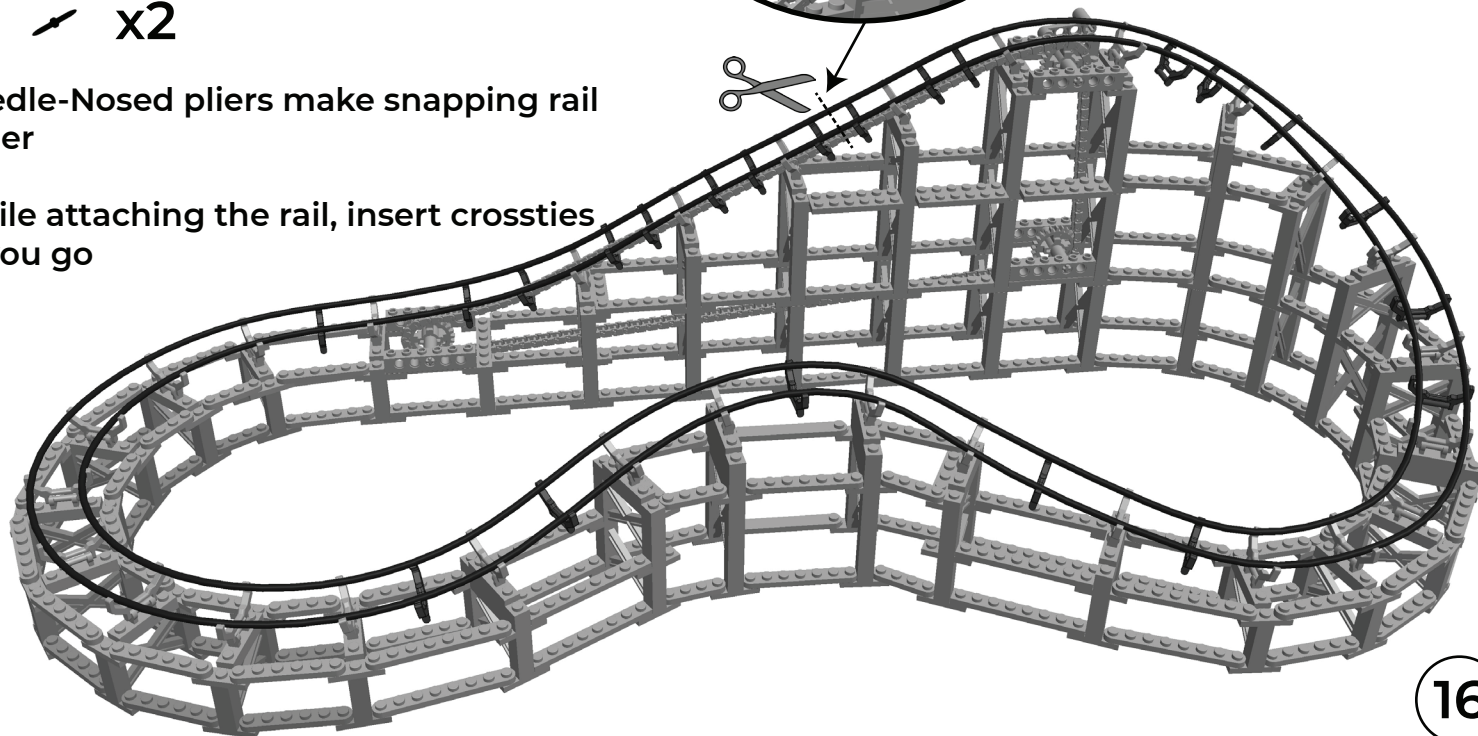 x2
edle-Nosed pliers make snapping rail
er
ile attaching the rail, insert crossties
ou go
16